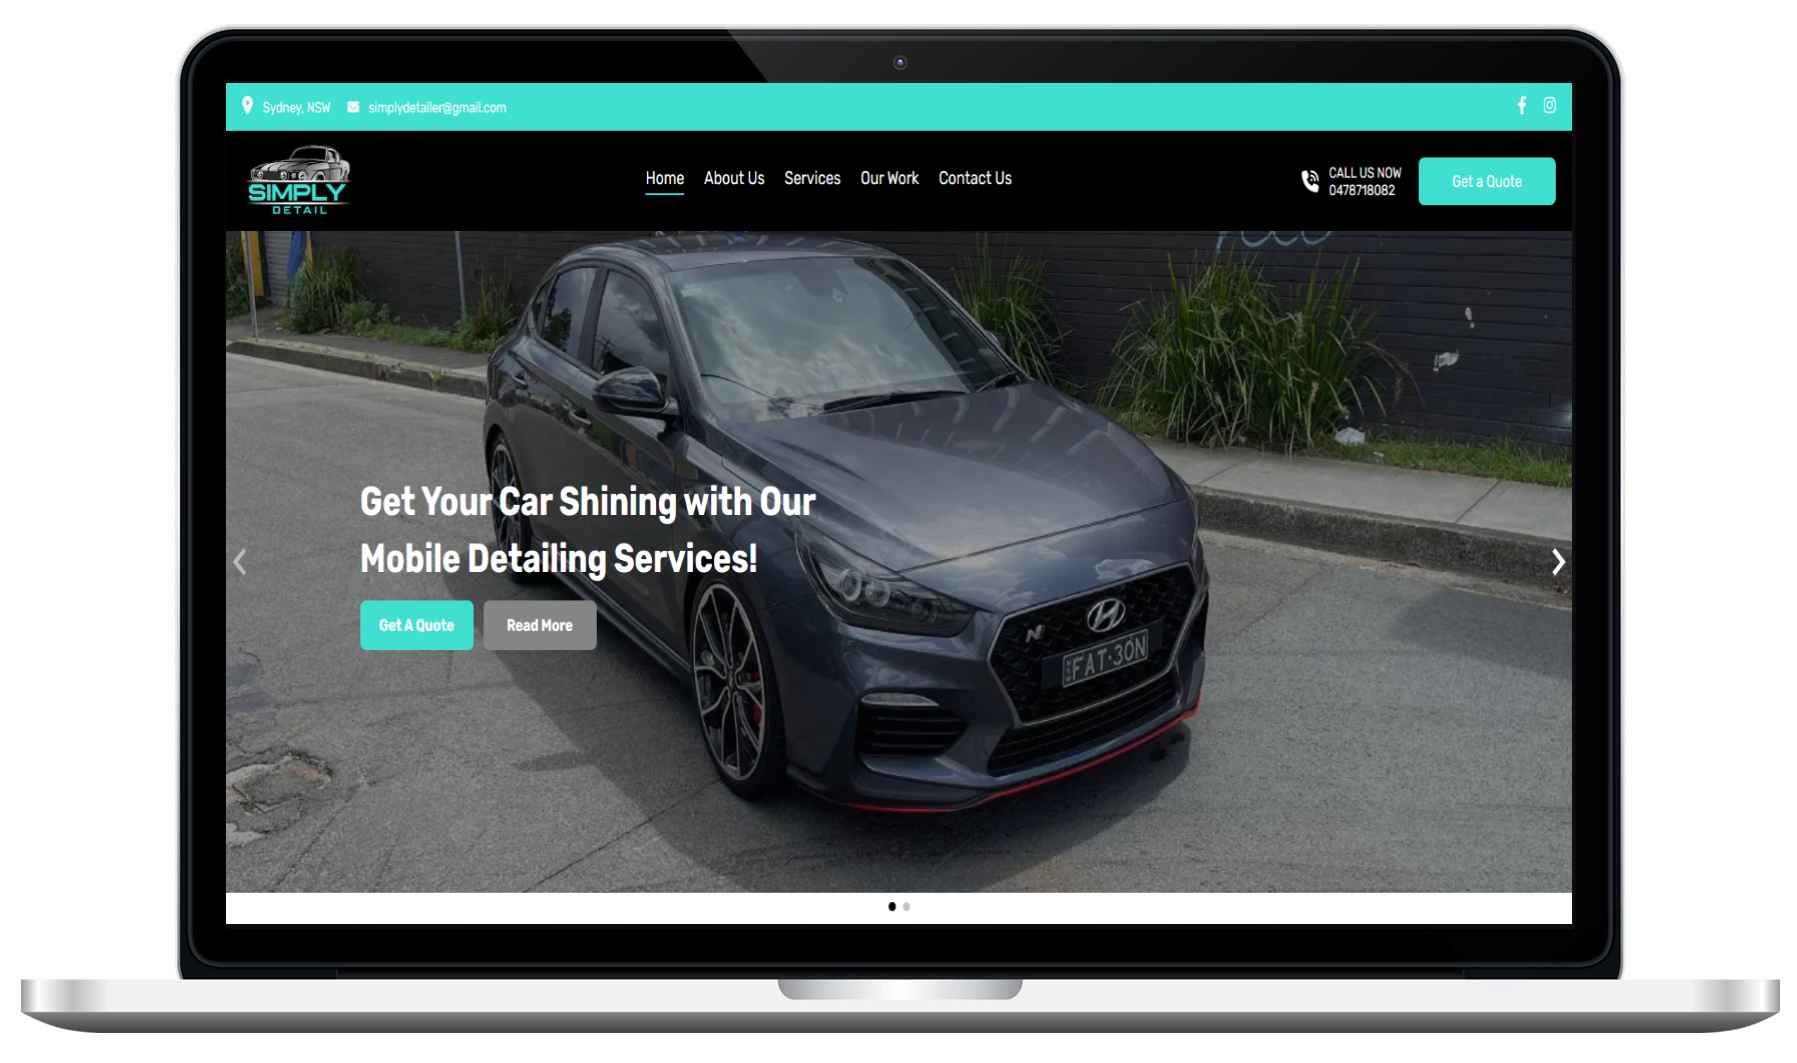 Sydney, NSW simplydetailer@gmail.com
SIMPLY
DETAIL
Home About Us Services Our Work Contact Us
CALL US NOW
0478718082
Get a Quote
Get Your Car Shining with Our
Mobile Detailing Services!
Get A Quote Read More
N
FAT·30N